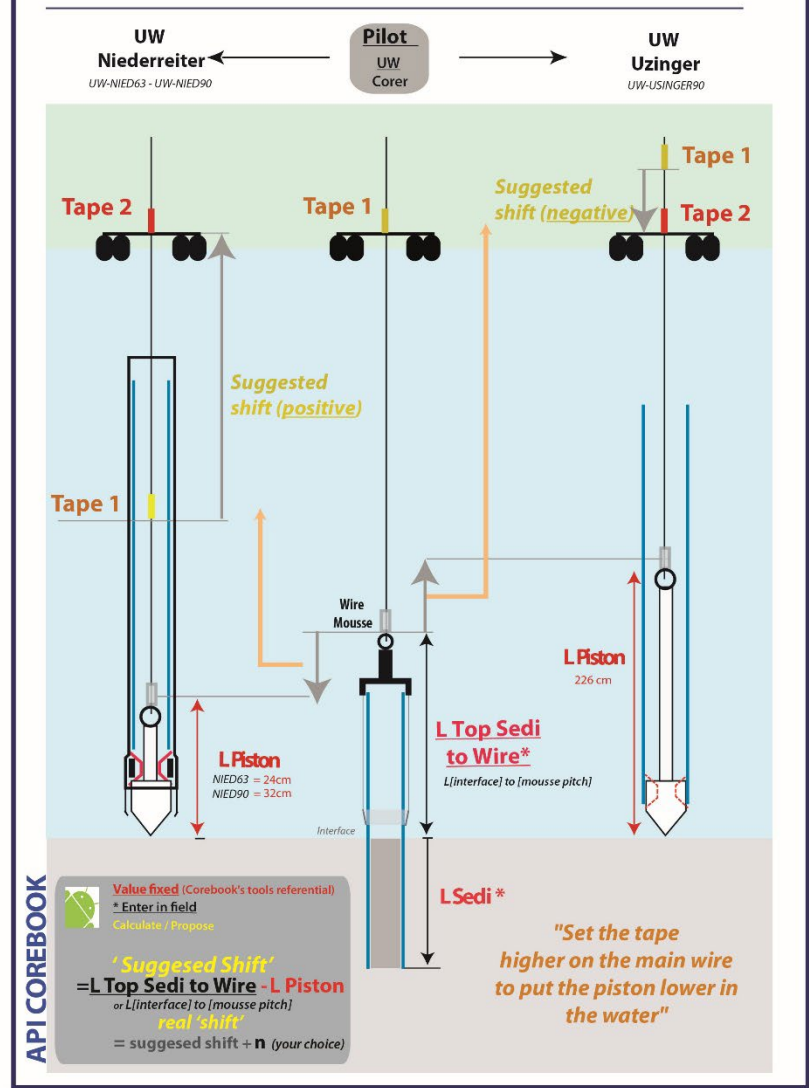 UW
Niederreiter
UW-NIED63 - UW-NIED90
Pilot
UW
Corer
UW
Uzinger
UW-USINGER90
Tape 2
Tape 1
Suggested
shift (negative)
Tape 1
Tape 2
Suggested
shift (positive)
Tape 1
Wire
Mousse
L Piston
NIED63 = 24cm
NIED90 = 32cm
L Top Sedi
to Wire*
L[interface] to [mousse pitch]
L Piston
226 cm
Interface
L Sedi *
API COREBOOK
Value fixed (Corebook's tools referential)
* Enter in field
Calculate / Propose
' Suggesed Shift'
=L Top Sedi to Wire - L Piston
or L[interface] to [mousse pitch]
real 'shift'
= suggesed shift + n (your choice)
"Set the tape
higher on the main wire
to put the piston lower in
the water"